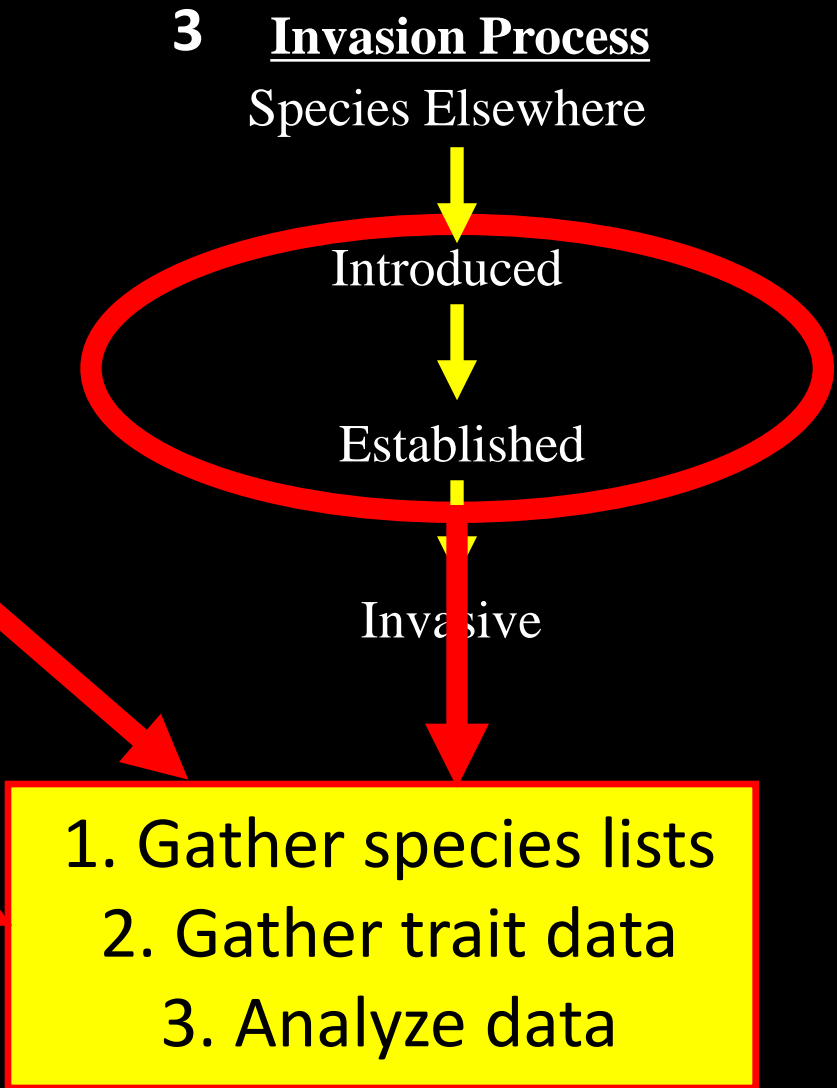 3 Invasion Process
Species Elsewhere
Introduced
Established
Invasive
1. Gather species lists
2. Gather trait data
3. Analyze data